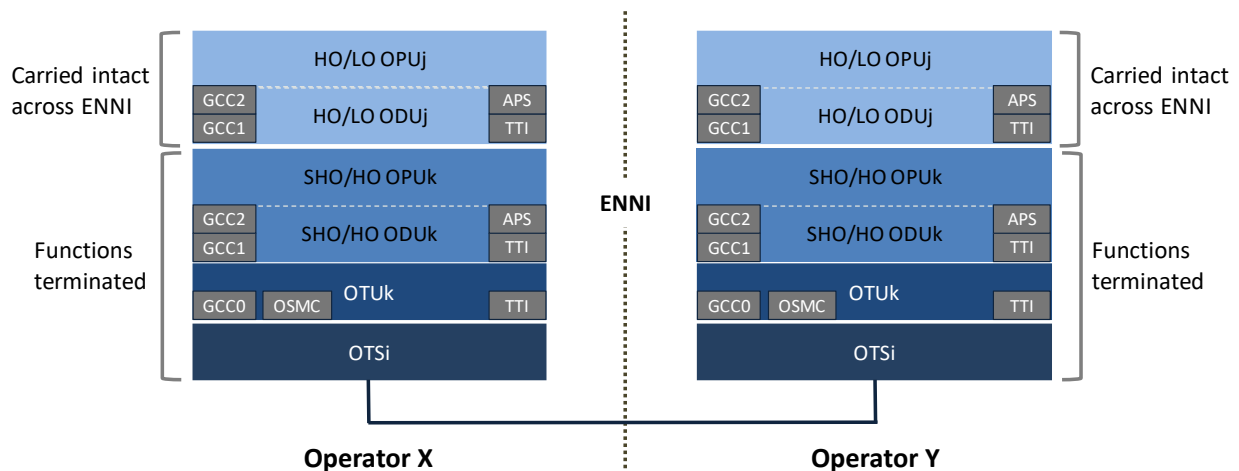 Carried intact
across ENNI
HO/LO OPUj
GCC2
APS
HO/LO ODUj
GCC1
TTI
SHO/HO OPUk
GCC2
APS
SHO/HO ODUk
GCC1
TTI
Functions
terminated
OTUk
GCC0
OSMC
TTI
OTSi
Operator X
ENNI
HO/LO OPUj
GCC2
APS
HO/LO ODUj
GCC1
TTI
SHO/HO OPUk
GCC2
APS
SHO/HO ODUk
GCC1
TTI
OTUk
GCC0
OSMC
TTI
OTSi
Operator Y
Carried intact
across ENNI
Functions
terminated